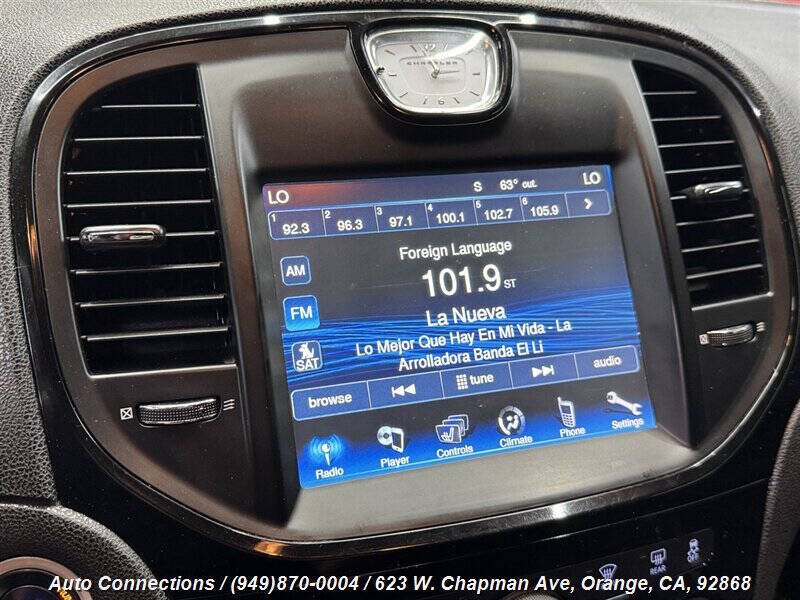 12
CHRYSLER
6
LO
S 63° out.
LO
1 92.3
2 96.3
3 97.1
4 100.1
5 102.7
6 105.9
Foreign Language
AM
101.9 ST
FM
La Nueva
Lo Mejor Que Hay En Mi Vida - La
Arrolladora Banda El Li
SAT
browse
tune
audio
Radio
Player
Controls
Climate
Phone
Settings
REAR
OFF
Auto Connections / (949)870-0004 / 623 W. Chapman Ave, Orange, CA, 92868